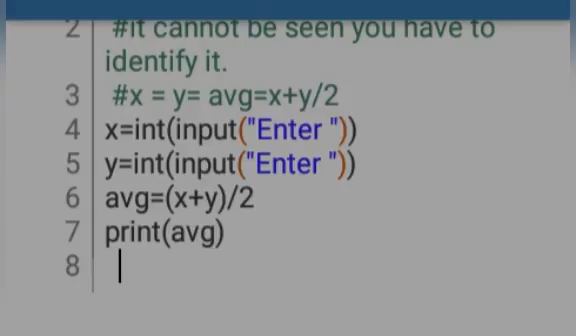 2 #it cannot be seen you have to
identify it.
3 #x = y= avg=x+y/2
4 x=int(input("Enter "))
5 y=int(input("Enter "))
6 avg=(x+y)/2
7 print(avg)
8